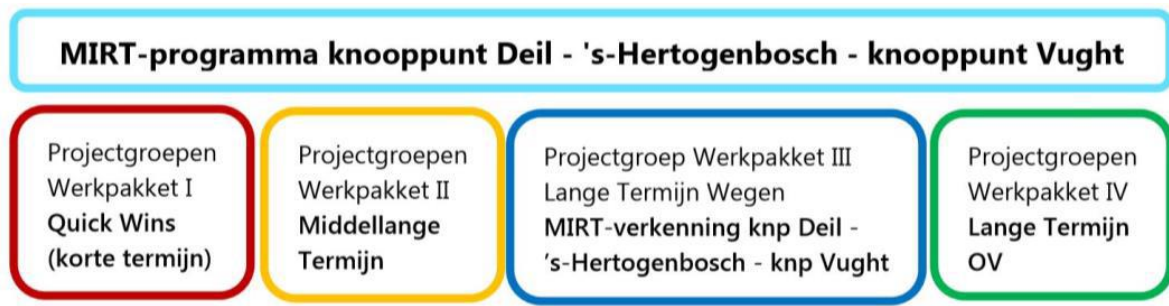 MIRT-programma knooppunt Deil - 's-Hertogenbosch - knooppunt Vught
Projectgroepen
Werkpakket I
Quick Wins
(korte termijn)
Projectgroepen
Werkpakket II
Middellange
Termijn
Projectgroep Werkpakket III
Lange Termijn Wegen
MIRT-verkenning knp Deil -
's-Hertogenbosch - knp Vught
Projectgroepen
Werkpakket IV
Lange Termijn
OV